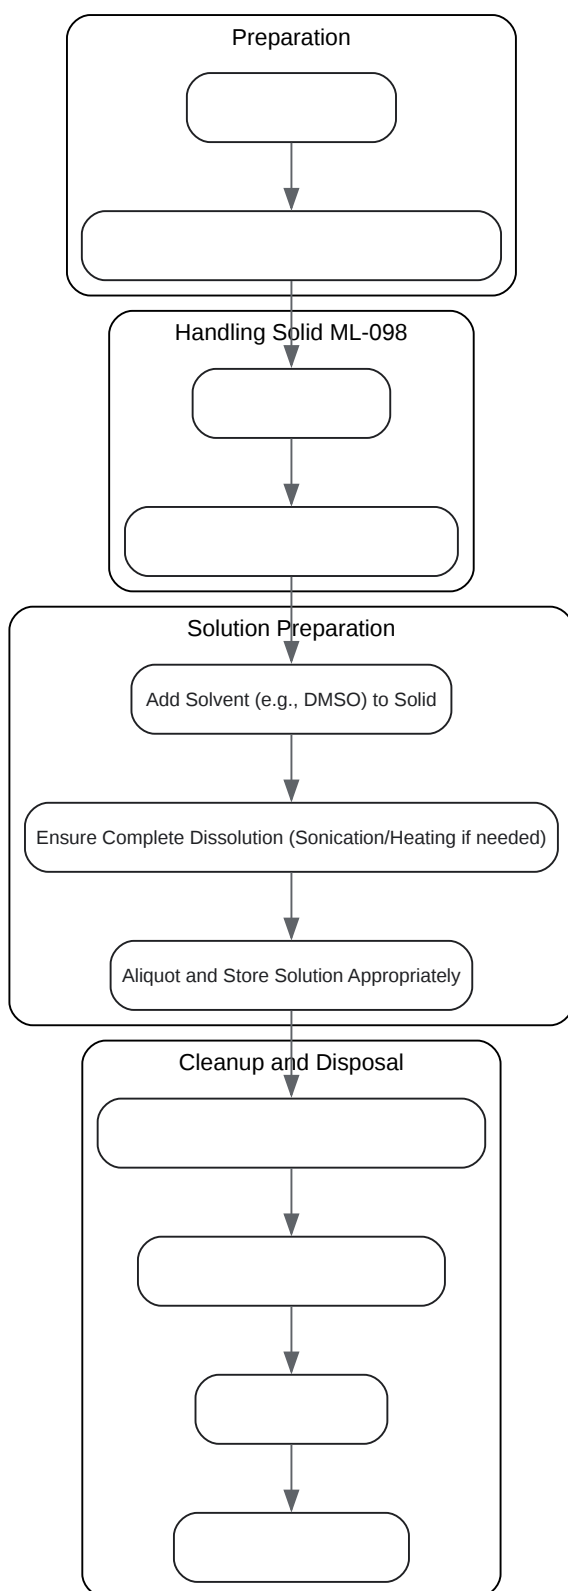 Preparation
Handling Solid ML-098
Solution Preparation
Add Solvent (e.g., DMSO) to Solid
Ensure Complete Dissolution (Sonication/Heating if needed)
Aliquot and Store Solution Appropriately
Cleanup and Disposal